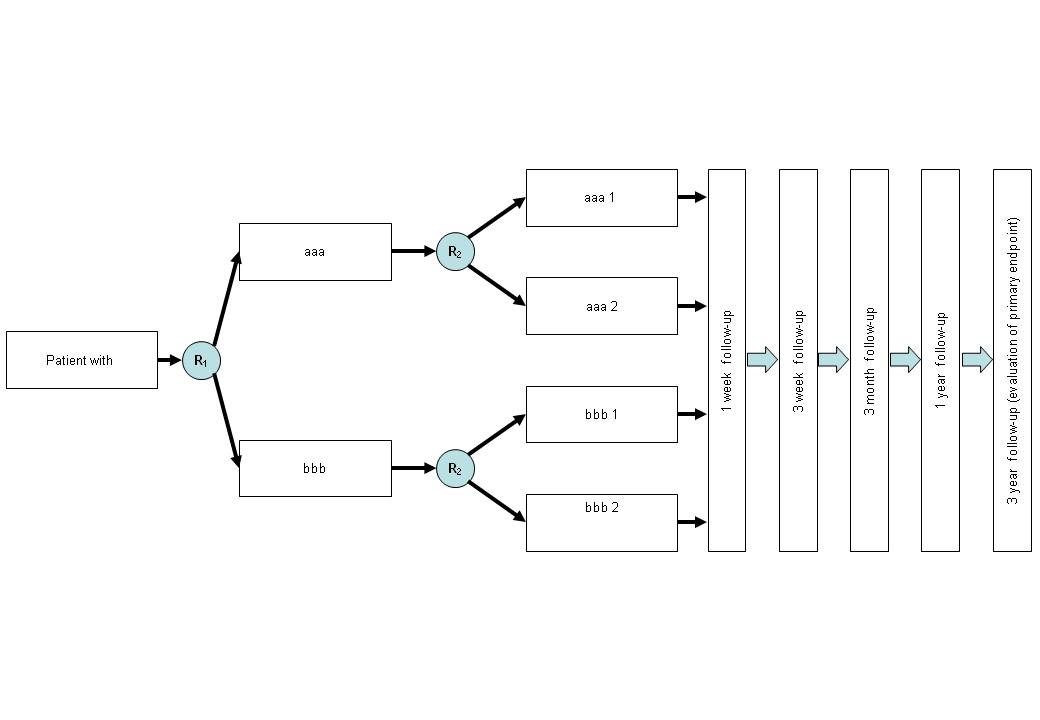 Patient with
R1
aaa
bbb
R2
R2
aaa 1
aaa 2
bbb 1
bbb 2
1 week follow-up
3 week follow-up
3 month follow-up
1 year follow-up
3 year follow-up (evaluation of primary endpoint)